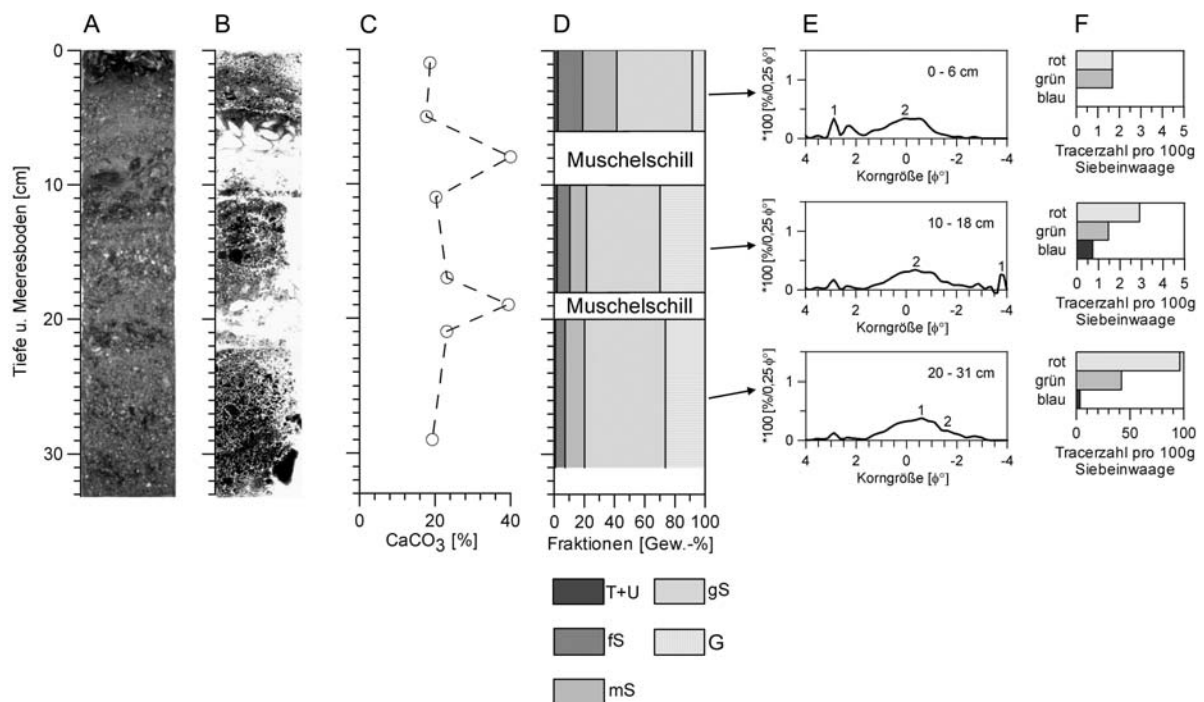 A
B
C
D
E
F
Tiefe u. Meeresboden [cm]
0
10
20
30
0
20
40
CaCO3 [%]
Muschelschill
Muschelschill
0 20 40 60 80 100
Fraktionen [Gew.-%]
T+U
gS
fS
G
mS
*100 [%/0,25 ϕ°]
1
0
0 - 6 cm
1
2
4 2 0 -2 -4
Korngröße [ϕ°]
rot
grün
blau
0 1 2 3 4 5
Tracerzahl pro 100g
Siebeinwaage
*100 [%/0,25 ϕ°]
1
0
10 - 18 cm
2
1
4 2 0 -2 -4
Korngröße [ϕ°]
rot
grün
blau
0 1 2 3 4 5
Tracerzahl pro 100g
Siebeinwaage
*100 [%/0,25 ϕ°]
1
0
20 - 31 cm
1
2
4 2 0 -2 -4
Korngröße [ϕ°]
rot
grün
blau
0 50 100
Tracerzahl pro 100g
Siebeinwaage